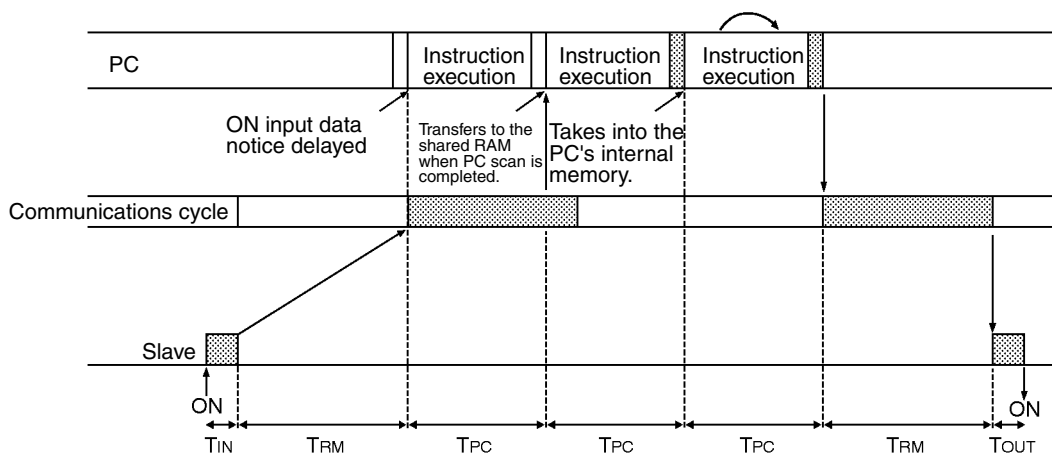 PC
Instruction
execution
Instruction
execution
Instruction
execution
ON input data
notice delayed
Transfers to the
shared RAM
when PC scan is
completed.
Takes into the
PC's internal
memory.
Communications cycle
Slave
ON
ON
TIN
TRM
TPC
TPC
TPC
TRM
TOUT